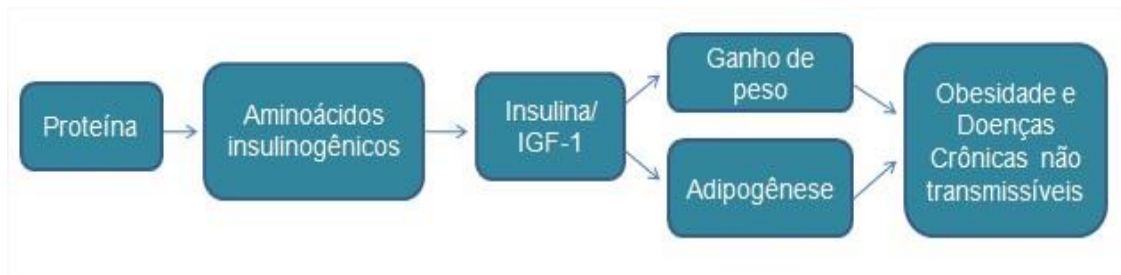 Proteína
Aminoácidos
insulinogênicos
Insulina/
IGF-1
Ganho de
peso
Adipogênese
Obesidade e
Doenças
Crônicas não
transmissíveis